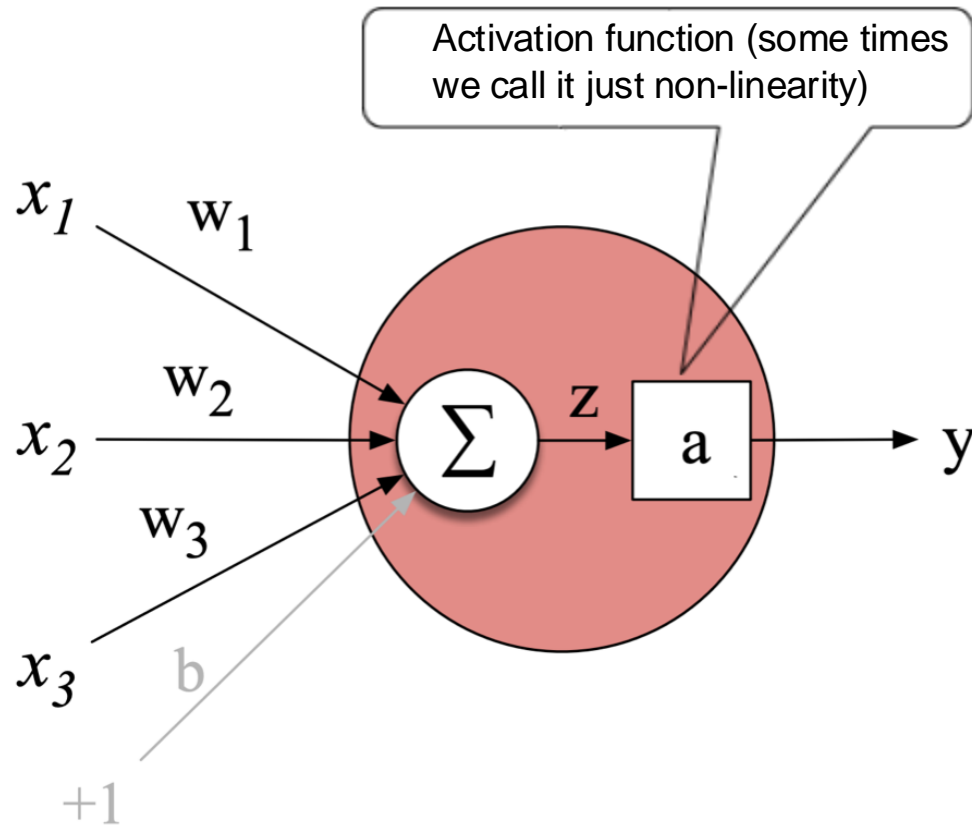 Activation function (some times
we call it just non-linearity)
x1
w1
w2
x2
Σ
z
a
y
w3
x3
b
+1